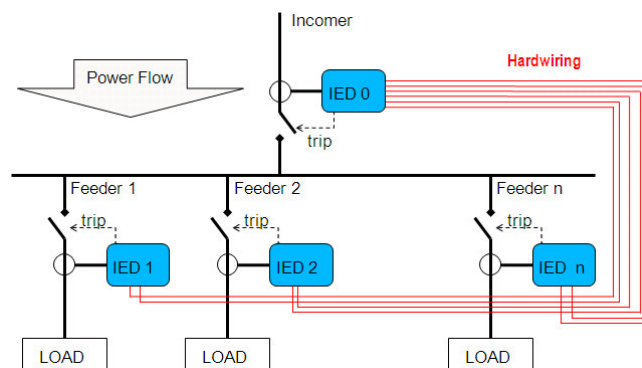 Incomer
Hardwiring
Power Flow
IED 0
trip
Feeder 1
Feeder 2
Feeder n
trip
trip
trip
IED 1
IED 2
IED n
LOAD
LOAD
LOAD